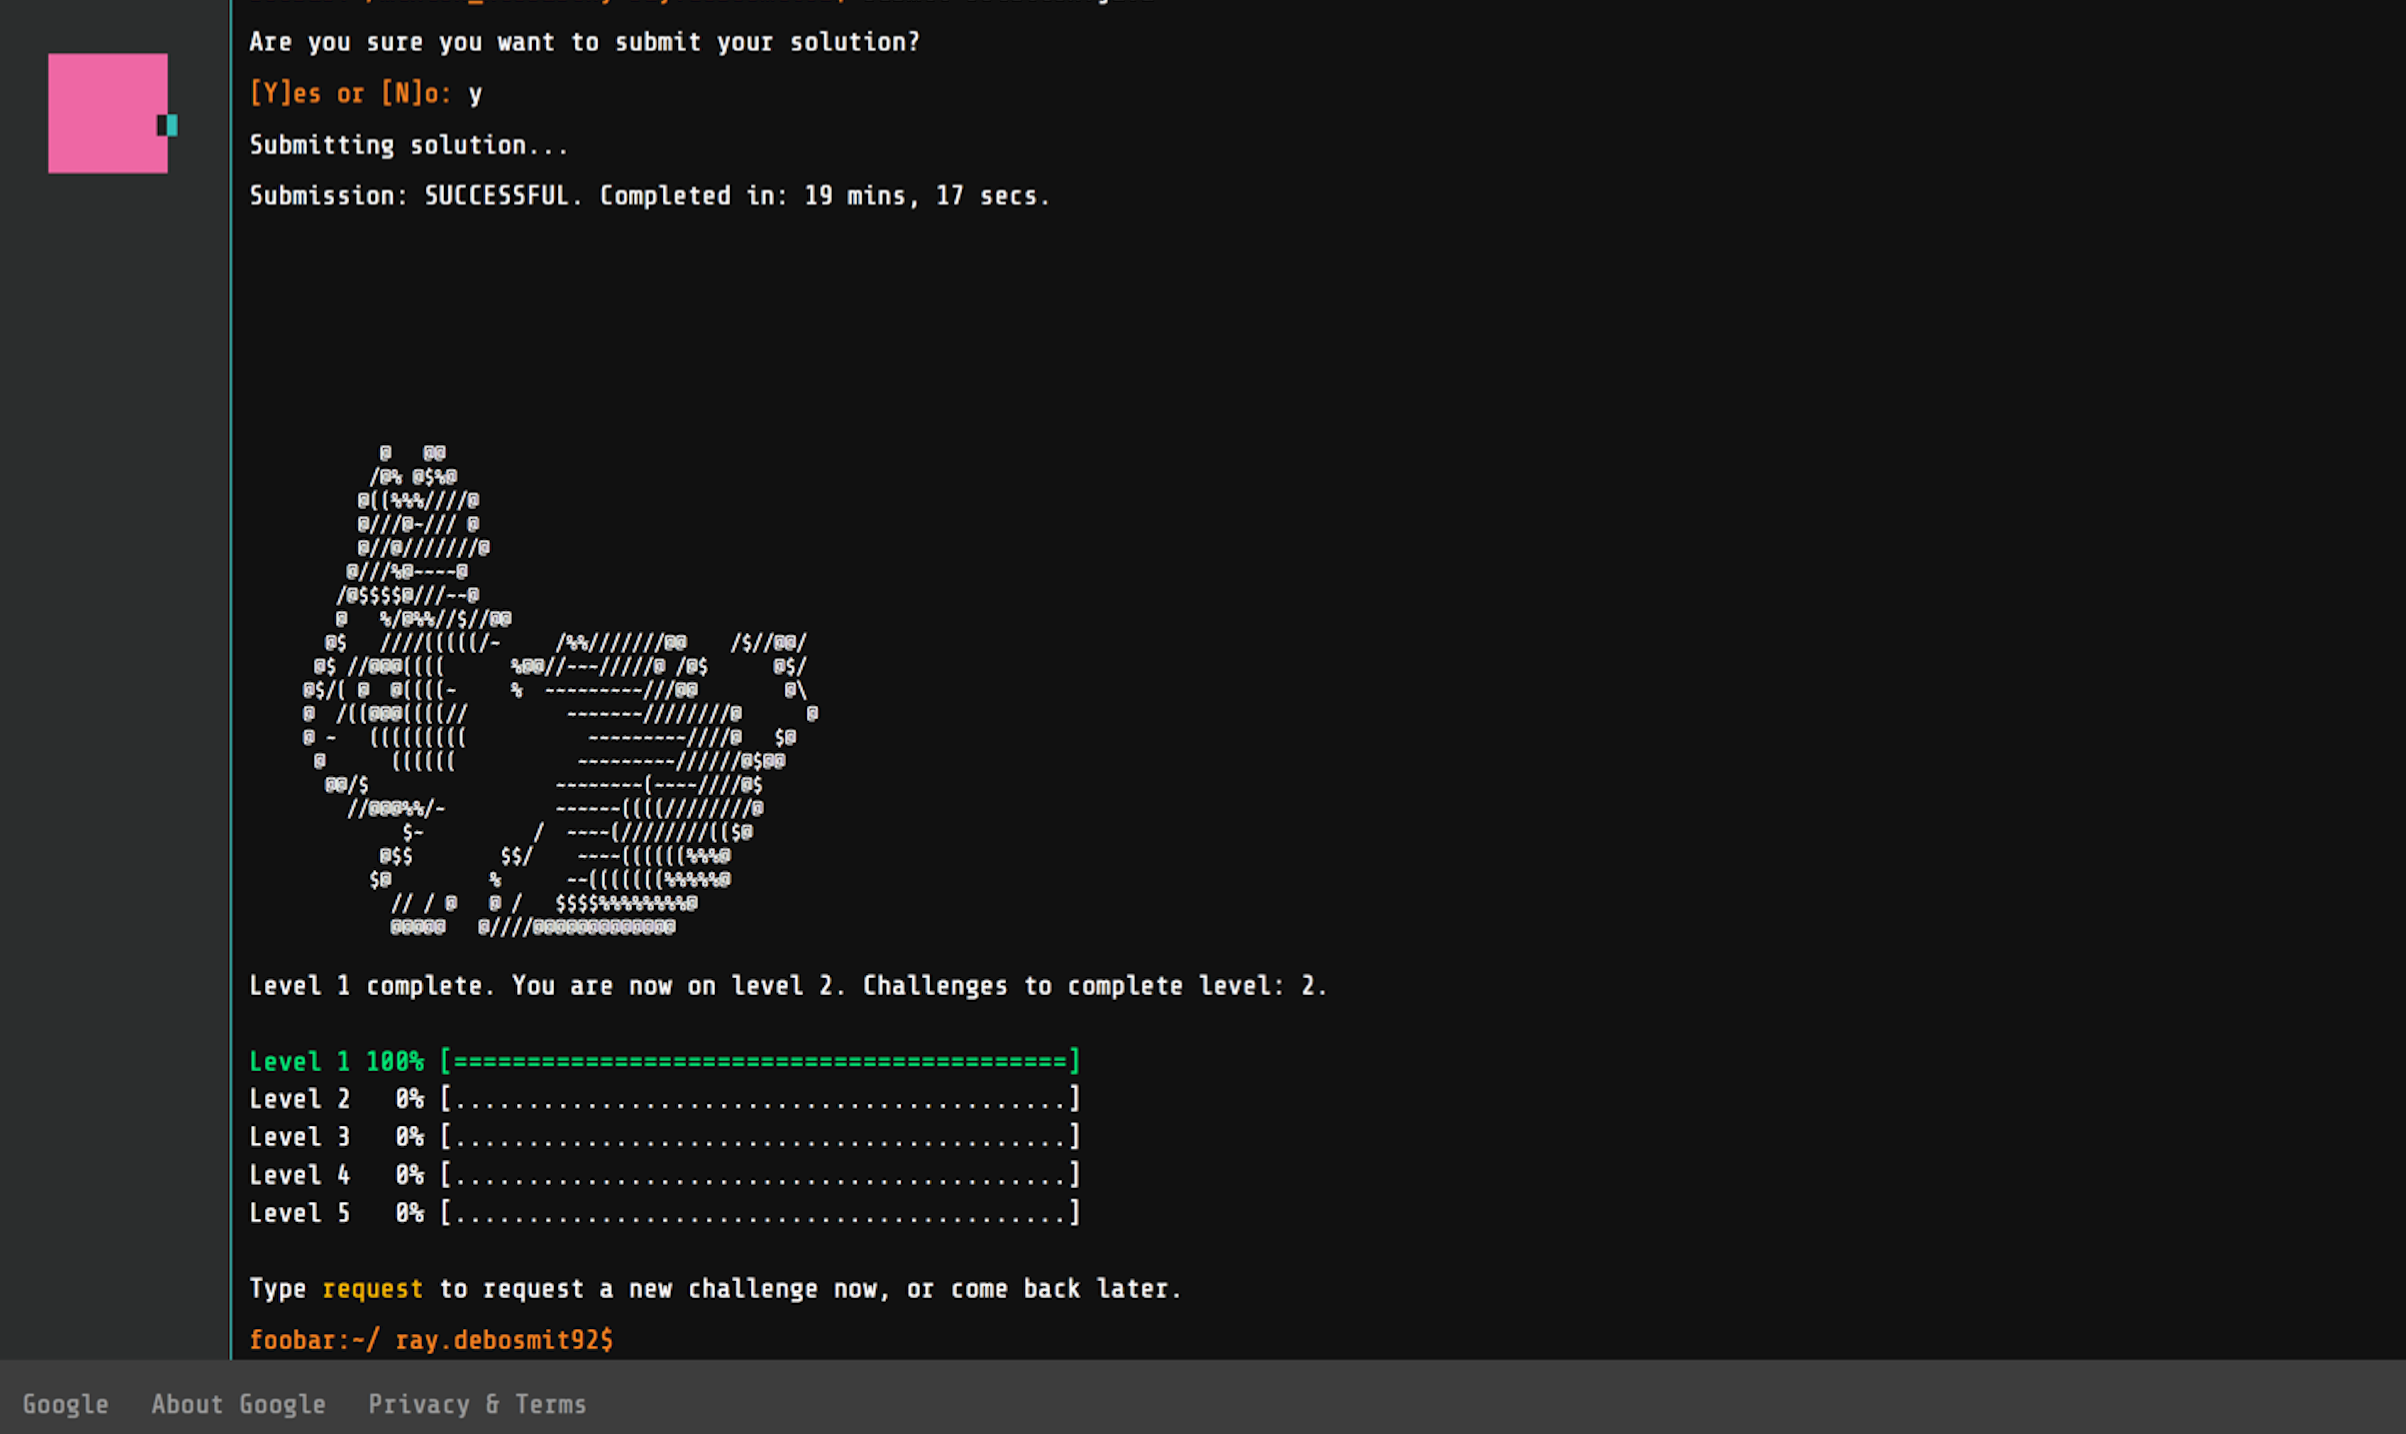 Are you sure you want to submit your solution?
[Y]es or [N]o: y
Submitting solution...
Submission: SUCCESSFUL. Completed in: 19 mins, 17 secs.
Level 1 complete. You are now on level 2. Challenges to complete level: 2.
Level 1 100% [==========================================]
Level 2   0% [..........................................]
Level 3   0% [..........................................]
Level 4   0% [..........................................]
Level 5   0% [..........................................]
Type request to request a new challenge now, or come back later.
foobar:~/ ray.debosmit92$
Google About Google Privacy & Terms